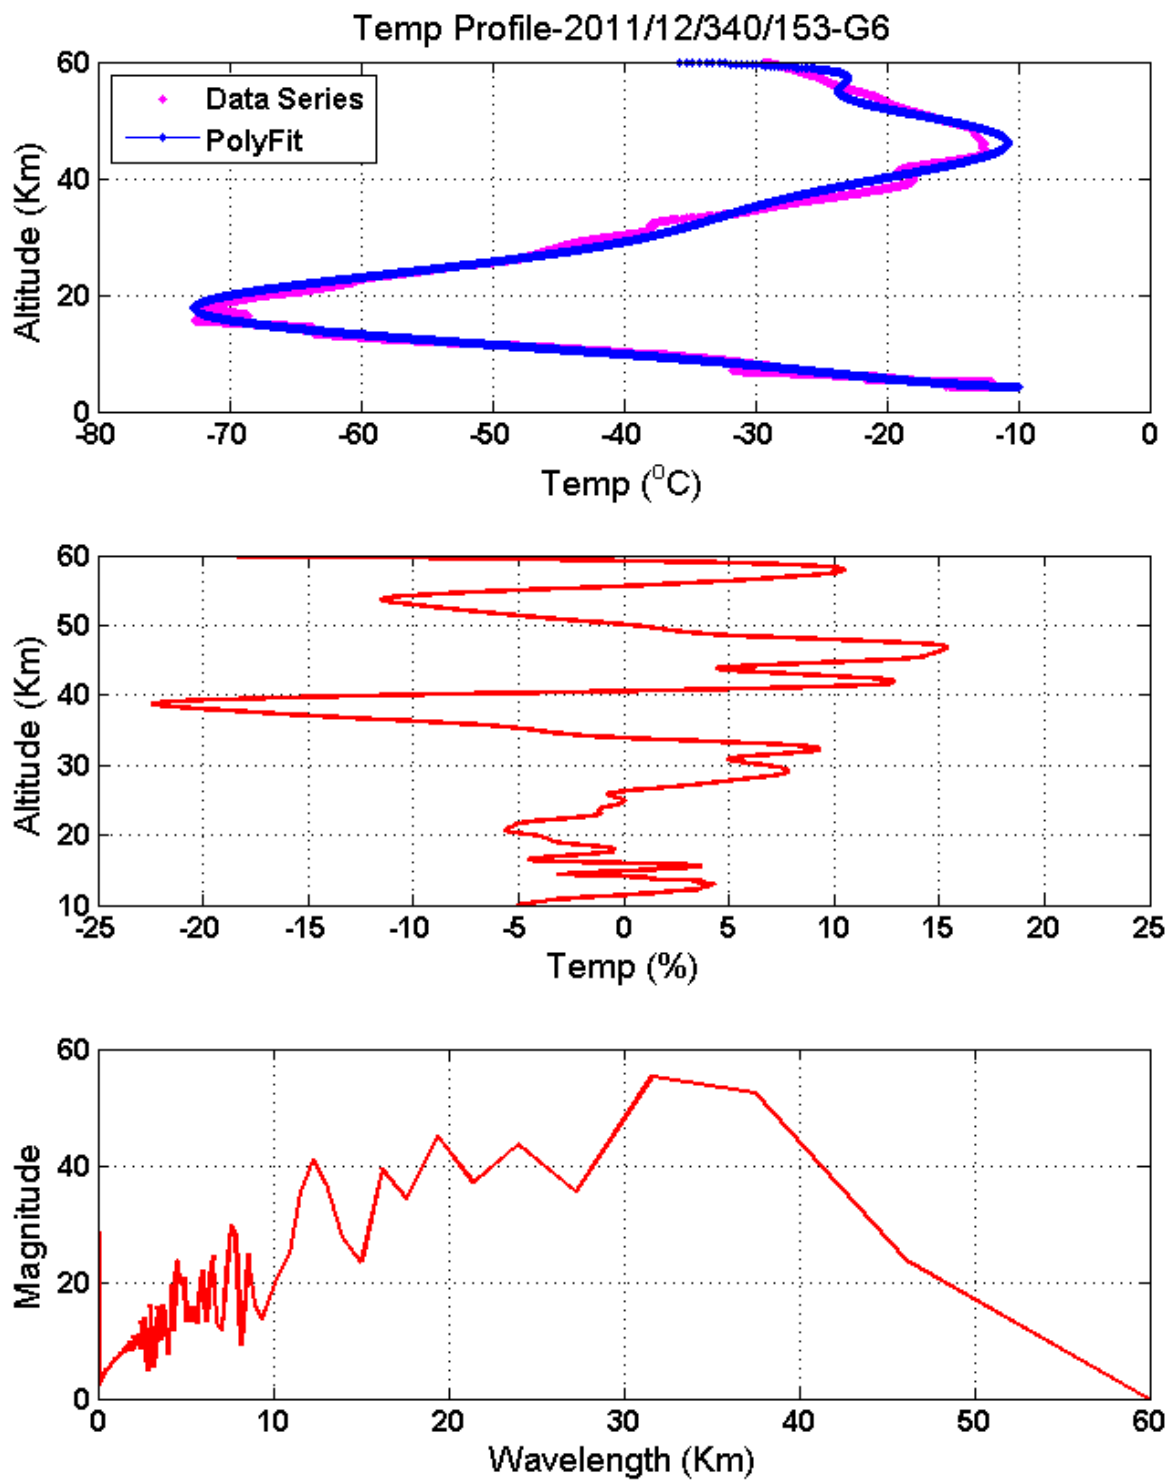 Temp Profile-2011/12/340/153-G6
60
40
20
0
Altitude (Km)
Data Series
PolyFit
-80 -70 -60 -50 -40 -30 -20 -10 0
Temp (⁰C)
60
50
40
30
20
10
Altitude (Km)
-25 -20 -15 -10 -5 0 5 10 15 20 25
Temp (%)
60
40
20
0
Magnitude
0 10 20 30 40 50 60
Wavelength (Km)